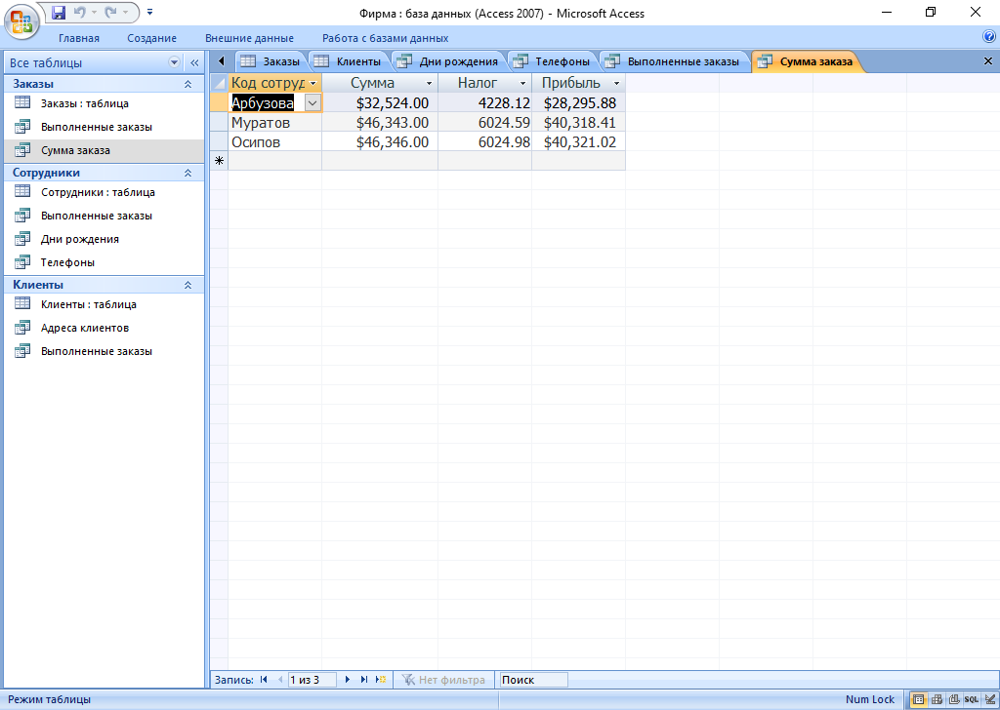 Фирма : база данных (Access 2007) - Microsoft Access
Главная Создание Внешние данные Работа с базами данных
Все таблицы «
Заказы
Заказы : таблица
Выполненные заказы
Сумма заказа
Сотрудники
Сотрудники : таблица
Выполненные заказы
Дни рождения
Телефоны
Клиенты
Клиенты : таблица
Адреса клиентов
Выполненные заказы
Заказы Клиенты Дни рождения Телефоны Выполненные заказы Сумма заказа
Код сотруд Сумма Налог Прибыль
Арбузова $32,524.00 4228.12 $28,295.88
Муратов $46,343.00 6024.59 $40,318.41
Осипов $46,346.00 6024.98 $40,321.02
Запись: 1 из 3 Нет фильтра Поиск
Режим таблицы Num Lock SQL